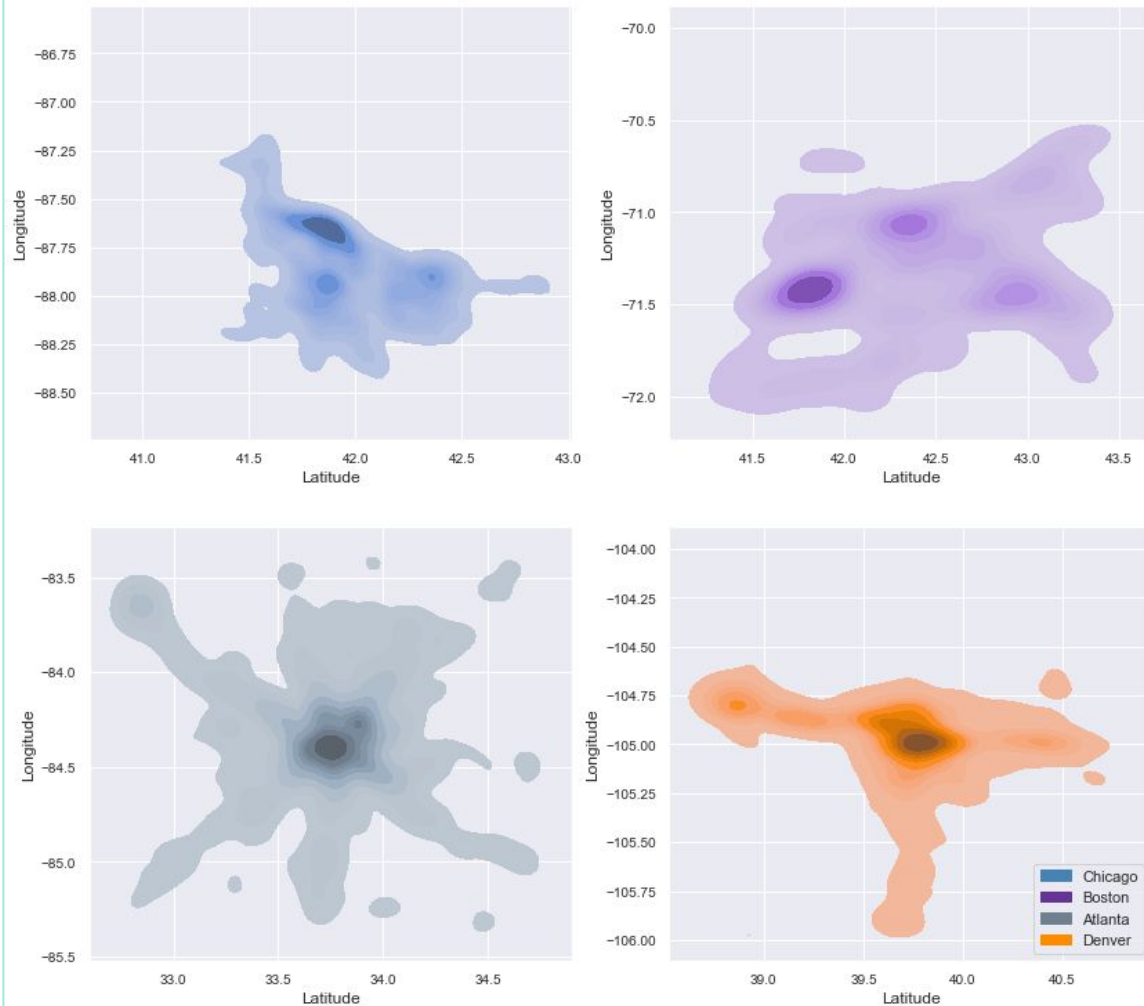 −86.75
−87.00
−87.25
−87.50
−87.75
−88.00
−88.25
−88.50
Longitude
41.0 41.5 42.0 42.5 43.0
Latitude
−70.0
−70.5
−71.0
−71.5
−72.0
Longitude
41.5 42.0 42.5 43.0 43.5
Latitude
−83.5
−84.0
−84.5
−85.0
−85.5
Longitude
33.0 33.5 34.0 34.5
Latitude
−104.00
−104.25
−104.50
−104.75
−105.00
−105.25
−105.50
−105.75
−106.00
Longitude
39.0 39.5 40.0 40.5
Latitude
Chicago
Boston
Atlanta
Denver